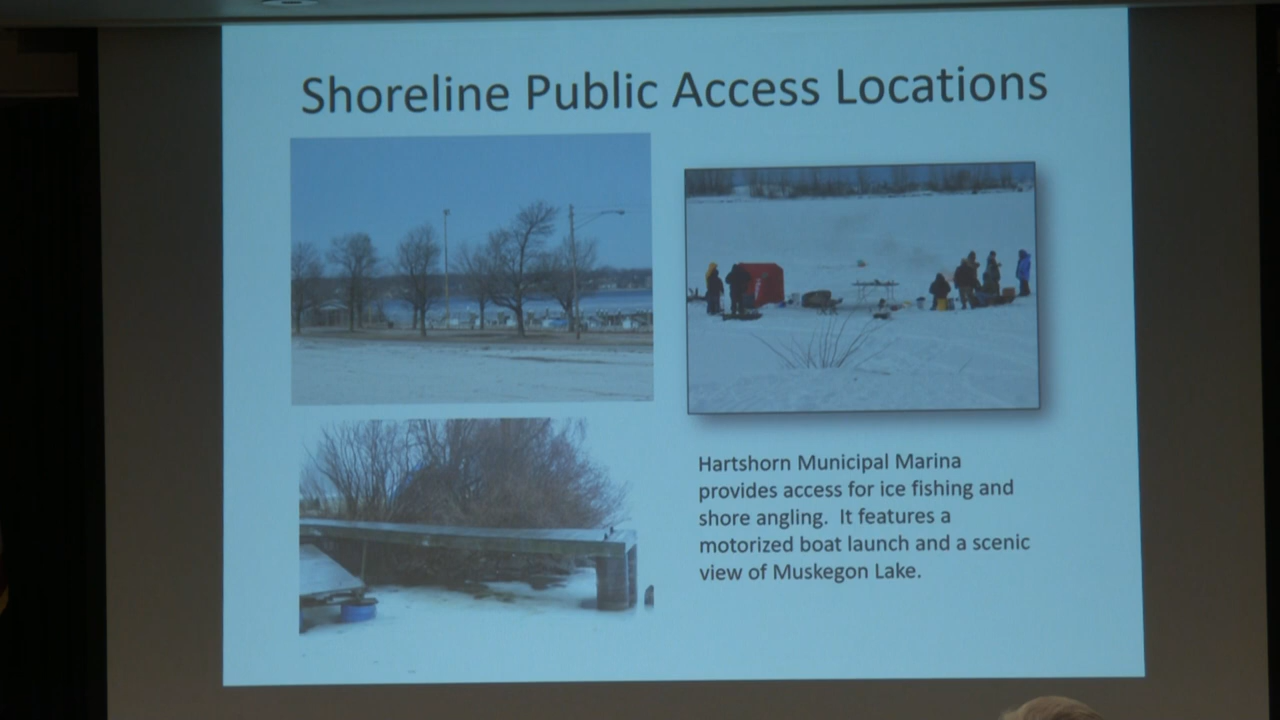 Shoreline Public Access Locations
Hartshorn Municipal Marina
provides access for ice fishing and
shore angling.  It features a
motorized boat launch and a scenic
view of Muskegon Lake.